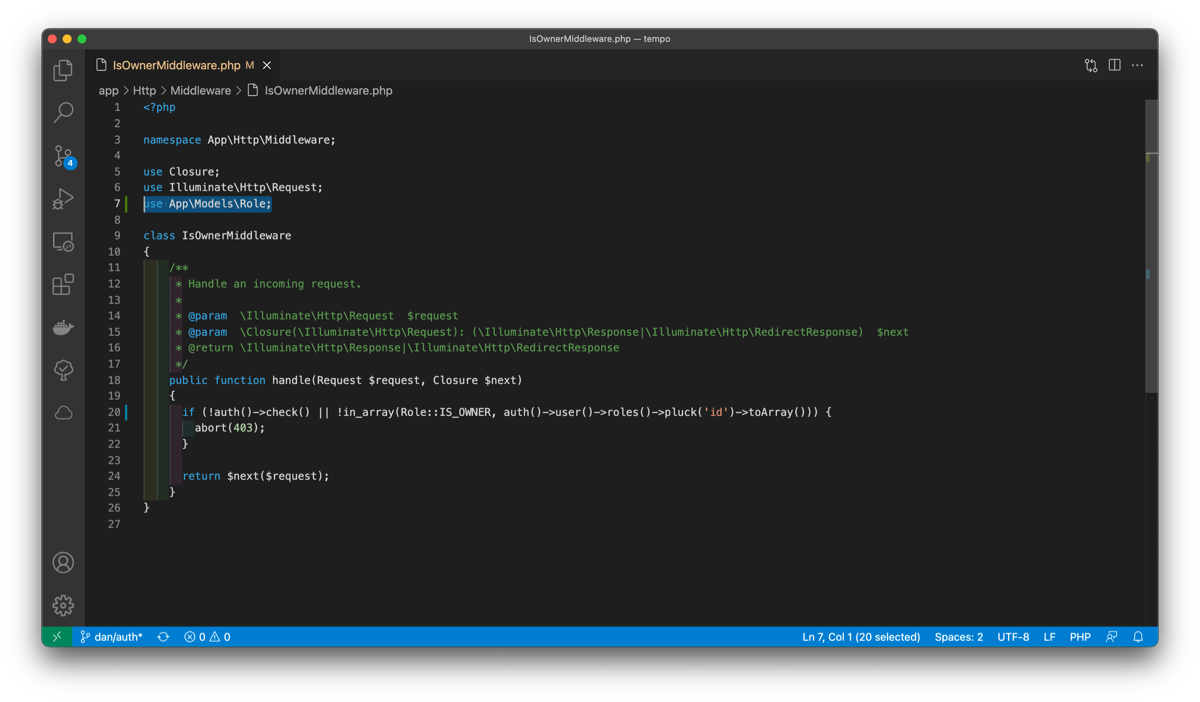 IsOwnerMiddleware.php — tempo
IsOwnerMiddleware.php M
app > Http > Middleware > IsOwnerMiddleware.php
4
1 <?php
2
3 namespace App\Http\Middleware;
4
5 use Closure;
6 use Illuminate\Http\Request;
7 use App\Models\Role;
8
9 class IsOwnerMiddleware
10 {
11 /**
12 * Handle an incoming request.
13 *
14 * @param  \Illuminate\Http\Request  $request
15 * @param  \Closure(\Illuminate\Http\Request): (\Illuminate\Http\Response|\Illuminate\Http\RedirectResponse)  $next
16 * @return \Illuminate\Http\Response|\Illuminate\Http\RedirectResponse
17 */
18 public function handle(Request $request, Closure $next)
19 {
20 if (!auth()->check() || !in_array(Role::IS_OWNER, auth()->user()->roles()->pluck('id')->toArray())) {
21 abort(403);
22 }
23
24 return $next($request);
25 }
26 }
27
dan/auth* 0 0 Ln 7, Col 1 (20 selected) Spaces: 2 UTF-8 LF PHP